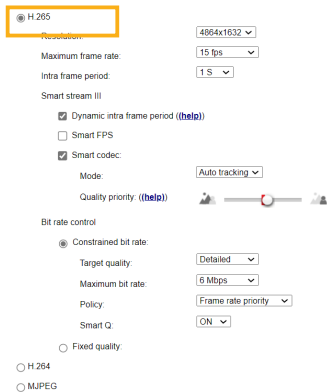 H.265
Resolution: 4864x1632
Maximum frame rate: 15 fps
Intra frame period: 1 S
Smart stream III
Dynamic intra frame period ((help))
Smart FPS
Smart codec:
Mode: Auto tracking
Quality priority: ((help))
Bit rate control
Constrained bit rate:
Target quality: Detailed
Maximum bit rate: 6 Mbps
Policy: Frame rate priority
Smart Q: ON
Fixed quality:
H.264
MJPEG